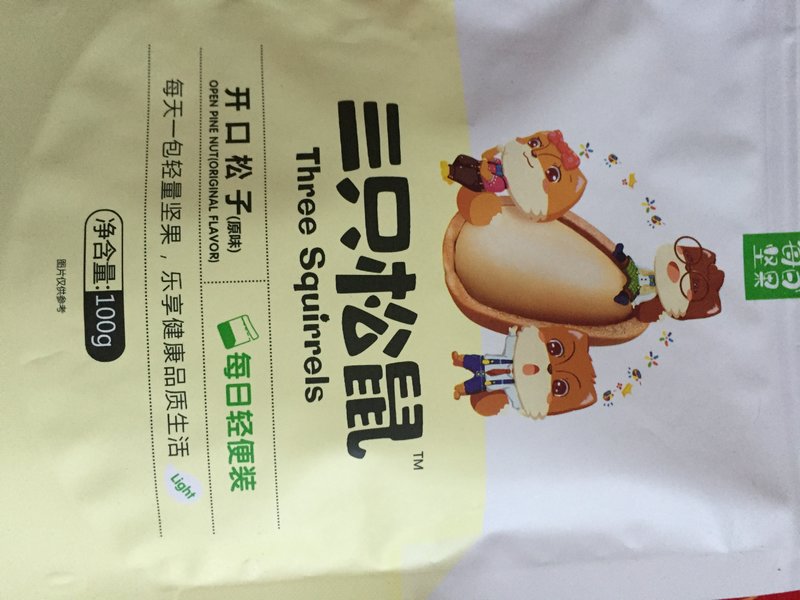 每日
坚果
三只松鼠™
Three Squirrels
开口松子(原味)
OPEN PINE NUT(ORIGINAL FLAVOR)
每日轻便装
每天一包轻量坚果，乐享健康品质生活
Light
净含量:100g
图片仅供参考